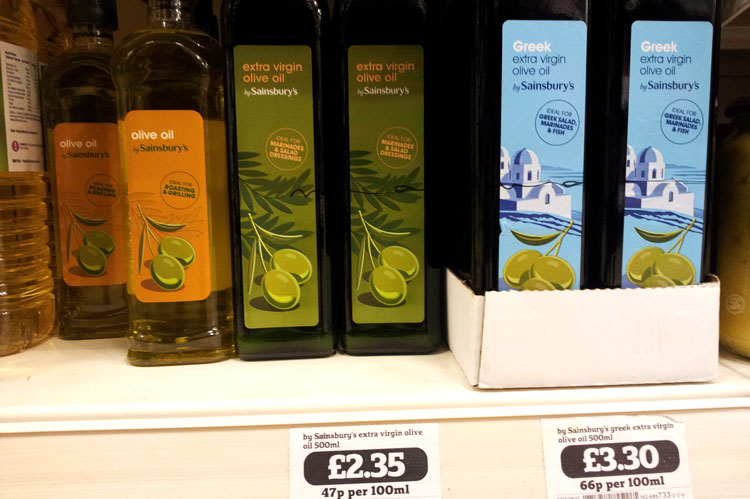 olive oil
by Sainsbury's
IDEAL FOR
ROASTING
& GRILLING
olive oil
by Sainsbury's
IDEAL FOR
ROASTING
& GRILLING
extra virgin
olive oil
by Sainsbury's
IDEAL FOR
MARINADES
& SALAD
DRESSINGS
extra virgin
olive oil
by Sainsbury's
IDEAL FOR
MARINADES
& SALAD
DRESSINGS
Greek
extra virgin
olive oil
by Sainsbury's
IDEAL FOR
GREEK SALAD,
MARINADES
& FISH
Greek
extra virgin
olive oil
by Sainsbury's
IDEAL FOR
GREEK SALAD,
MARINADES
& FISH
by Sainsbury's extra virgin olive
oil 500ml
£2.35
47p per 100ml
by Sainsbury's greek extra virgin
olive oil 500ml
£3.30
66p per 100ml